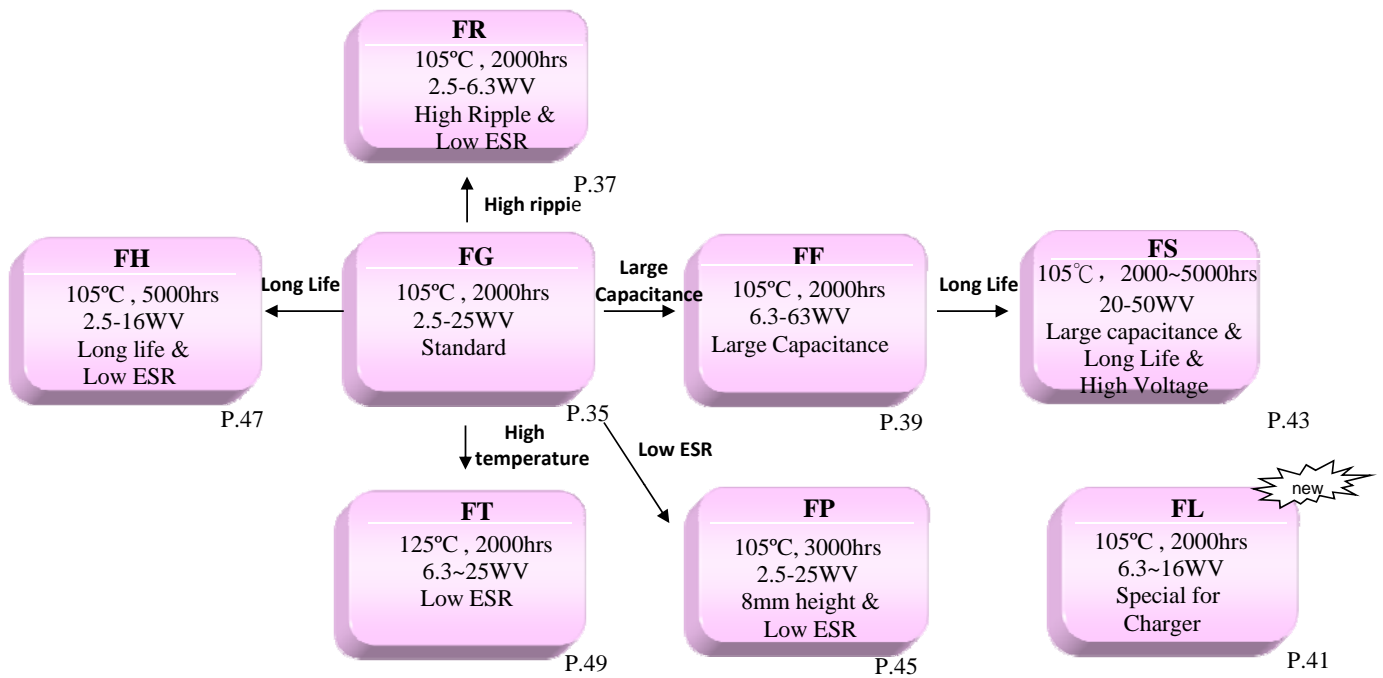 FR
105ºC , 2000hrs
2.5-6.3WV
High Ripple &
Low ESR
P.37
High rippie
FH
105ºC , 5000hrs
2.5-16WV
Long life &
Low ESR
P.47
Long Life
FG
105ºC , 2000hrs
2.5-25WV
Standard
P.35
Large
Capacitance
FF
105ºC , 2000hrs
6.3-63WV
Large Capacitance
P.39
Long Life
FS
105℃， 2000~5000hrs
20-50WV
Large capacitance &
Long Life &
High Voltage
P.43
High
temperature
Low ESR
FT
125ºC , 2000hrs
6.3~25WV
Low ESR
P.49
FP
105ºC, 3000hrs
2.5-25WV
8mm height &
Low ESR
P.45
new
FL
105ºC , 2000hrs
6.3~16WV
Special for
Charger
P.41